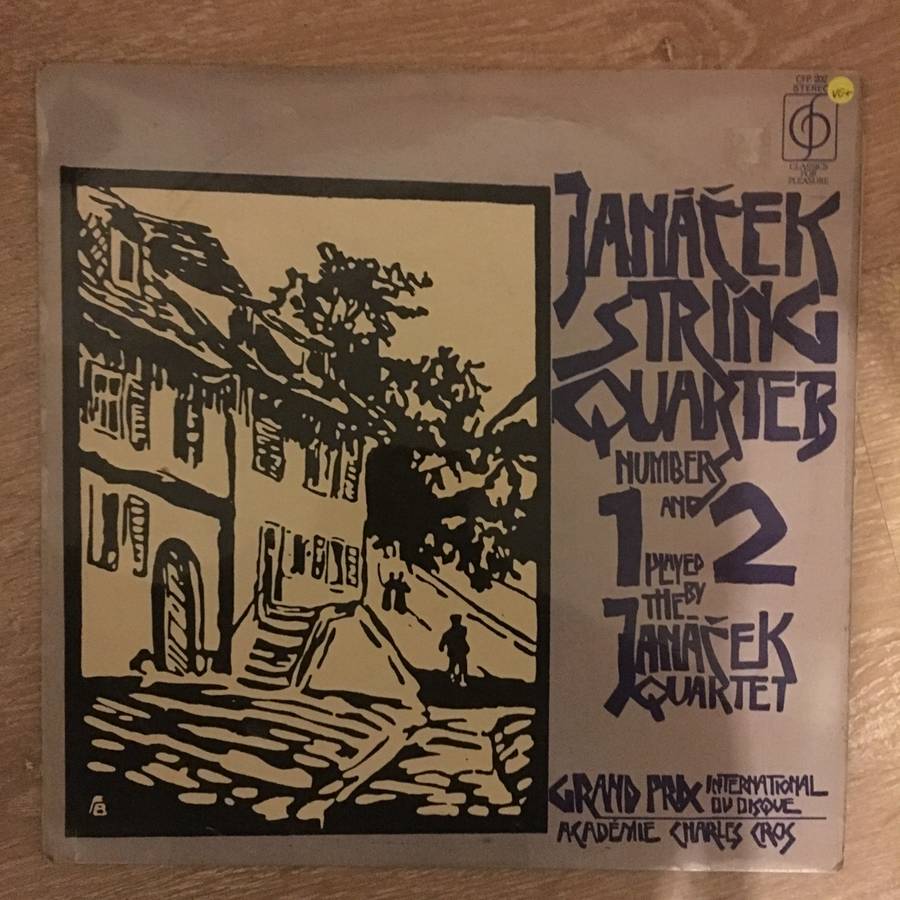 CFP 202
STEREO
VG+
CLASSICS
FOR
PLEASURE
JANÁČEK
STRING
QUARTETS
NUMBERS
1 AND 2
PLAYED
BY
THE
JANÁČEK
QUARTET
GRAND PRIX INTERNATIONAL
DU DISQUE
ACADÉMIE CHARLES CROS